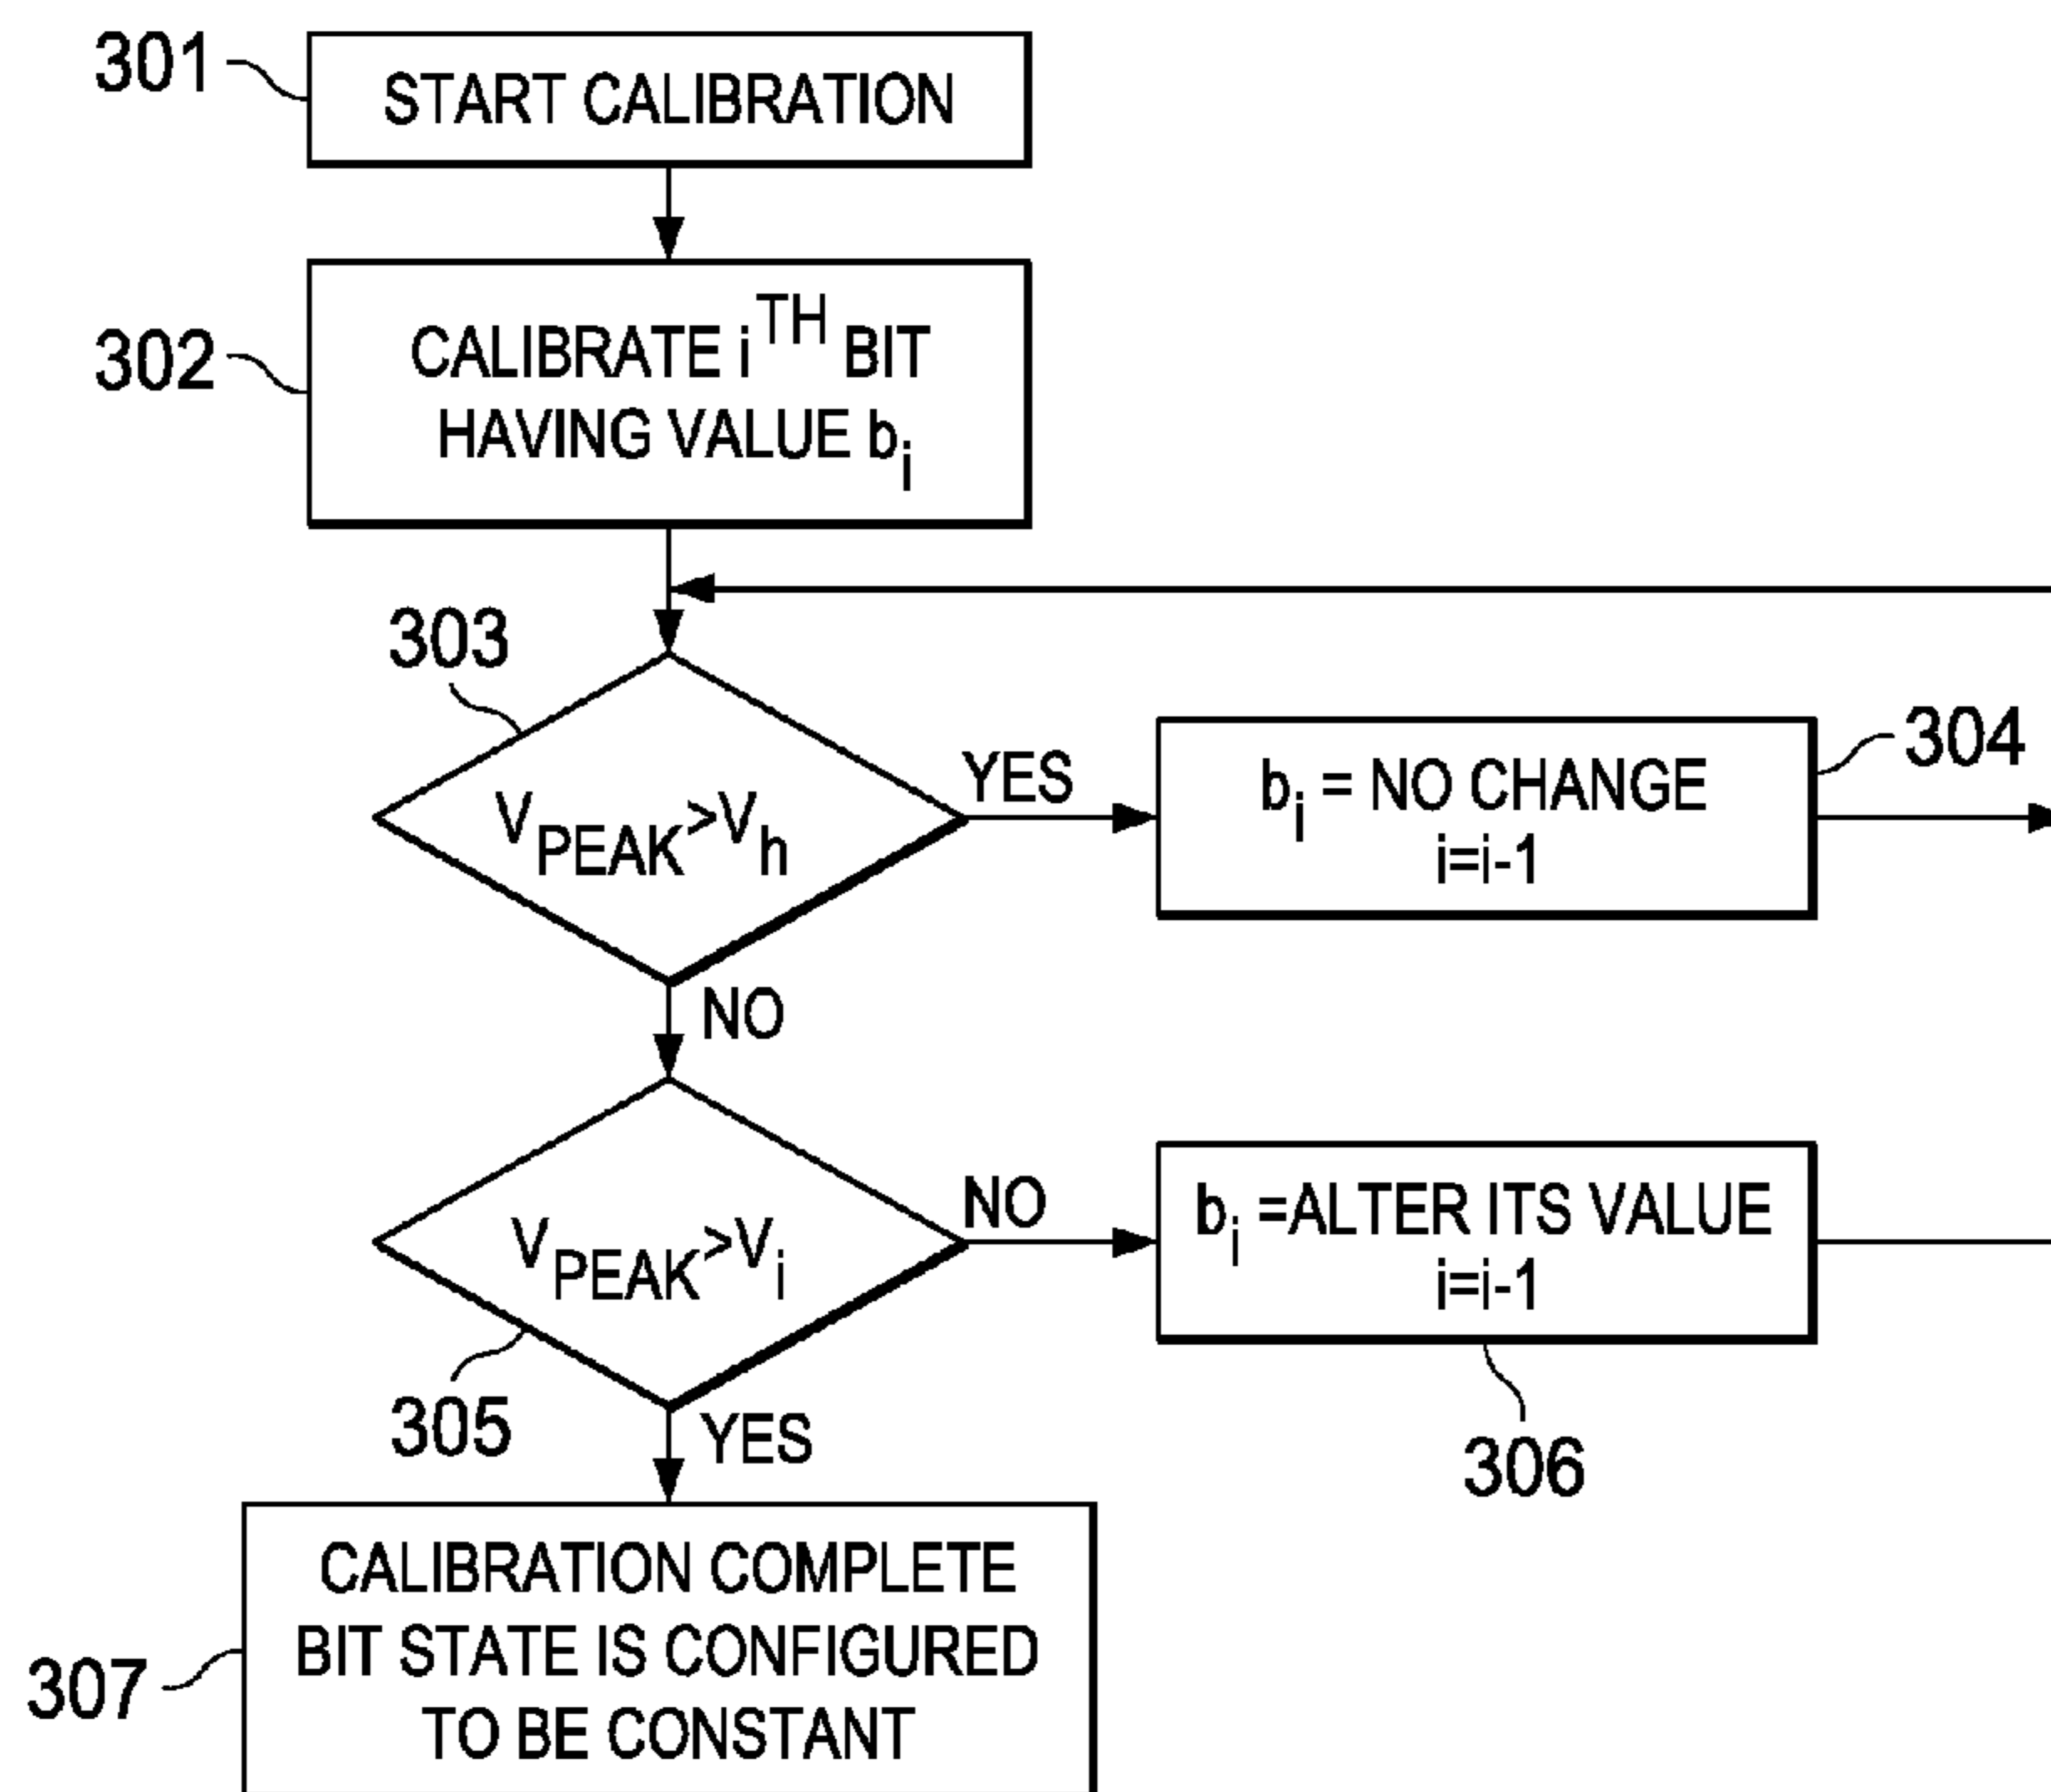 301
START CALIBRATION
302
CALIBRATE i^TH BIT
HAVING VALUE b_i
303
V_PEAK>V_h
YES
304
b_i = NO CHANGE
i=i-1
NO
305
V_PEAK>V_i
NO
306
b_i =ALTER ITS VALUE
i=i-1
YES
307
CALIBRATION COMPLETE
BIT STATE IS CONFIGURED
TO BE CONSTANT